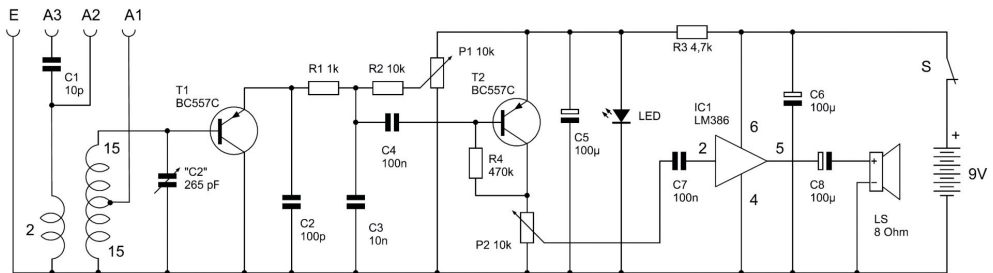 E
A3
A2
A1
C1
10p
15
15
2
"C2"
265 pF
T1
BC557C
R1 1k
R2 10k
P1 10k
C2
100p
C3
10n
C4
100n
T2
BC557C
R4
470k
P2 10k
C5
100µ
LED
R3 4,7k
C7
100n
IC1
LM386
2
6
5
4
C6
100µ
C8
100µ
+
−
LS
8 Ohm
S
+
9V